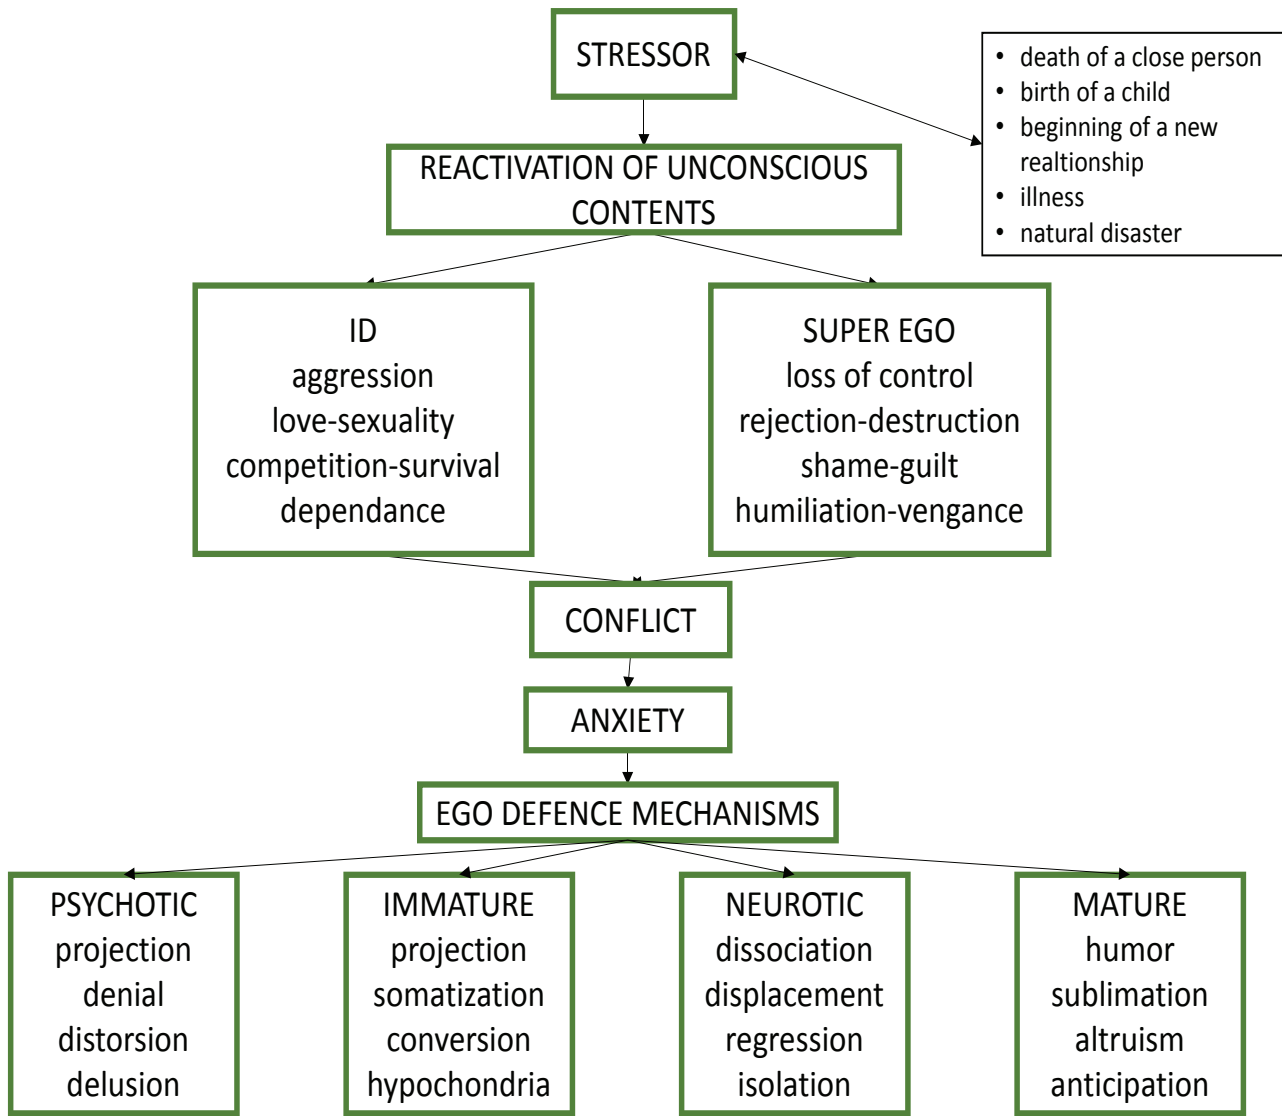 STRESSOR
• death of a close person
• birth of a child
• beginning of a new
realtionship
• illness
• natural disaster
REACTIVATION OF UNCONSCIOUS
CONTENTS
ID
aggression
love-sexuality
competition-survival
dependance
SUPER EGO
loss of control
rejection-destruction
shame-guilt
humiliation-vengance
CONFLICT
ANXIETY
EGO DEFENCE MECHANISMS
PSYCHOTIC
projection
denial
distorsion
delusion
IMMATURE
projection
somatization
conversion
hypochondria
NEUROTIC
dissociation
displacement
regression
isolation
MATURE
humor
sublimation
altruism
anticipation